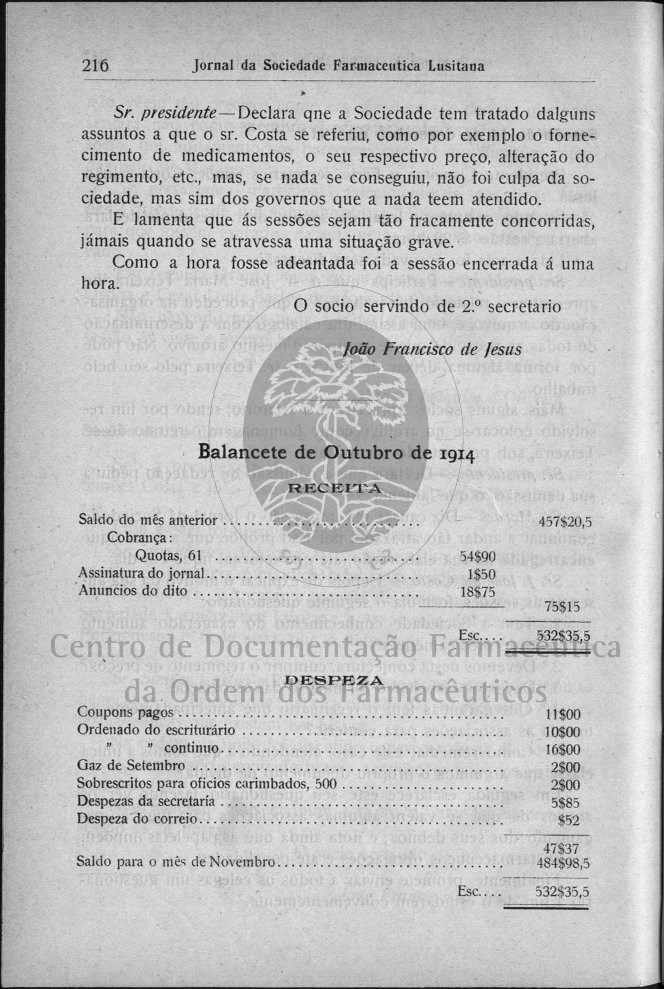 216 Jornal da Sociedade Farmaceutica Lusitana
Sr. presidente—Declara qne a Sociedade tem tratado dalguns
assuntos a que o sr. Costa se referiu, como por exemplo o forne-
cimento de medicamentos, o seu respectivo preço, alteração do
regimento, etc., mas, se nada se conseguiu, não foi culpa da so-
ciedade, mas sim dos governos que a nada teem atendido.
E lamenta que ás sessões sejam tão fracamente concorridas,
jámais quando se atravessa uma situação grave.
Como a hora fosse adeantada foi a sessão encerrada á uma
hora.
O socio servindo de 2.º secretario
João Francisco de Jesus
Balancete de Outubro de 1914
RECEITA
Saldo do mês anterior ........................ 457$20,5
Cobrança:
Quotas, 61 ........................ 54$90
Assinatura do jornal........................ 1$50
Anuncios do dito ........................ 18$75
75$15
Esc.... 532$35,5
Centro de Documentação Farmacêutica
da Ordem dos Farmacêuticos
DESPEZA
Coupons pagos ........................ 11$00
Ordenado do escriturário ........................ 10$00
" " continuo........................ 16$00
Gaz de Setembro ........................ 2$00
Sobrescritos para oficios carimbados, 500 ........................ 2$00
Despezas da secretaría ........................ 5$85
Despeza do correio........................ $52
47$37
Saldo para o mês de Novembro........................ 484$98,5
Esc.... 532$35,5